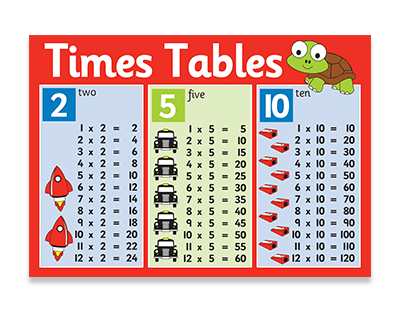 Times Tables
2 two
1 x 2 = 2
2 x 2 = 4
3 x 2 = 6
4 x 2 = 8
5 x 2 = 10
6 x 2 = 12
7 x 2 = 14
8 x 2 = 16
9 x 2 = 18
10 x 2 = 20
11 x 2 = 22
12 x 2 = 24
5 five
1 x 5 = 5
2 x 5 = 10
3 x 5 = 15
4 x 5 = 20
5 x 5 = 25
6 x 5 = 30
7 x 5 = 35
8 x 5 = 40
9 x 5 = 45
10 x 5 = 50
11 x 5 = 55
12 x 5 = 60
10 ten
1 x 10 = 10
2 x 10 = 20
3 x 10 = 30
4 x 10 = 40
5 x 10 = 50
6 x 10 = 60
7 x 10 = 70
8 x 10 = 80
9 x 10 = 90
10 x 10 = 100
11 x 10 = 110
12 x 10 = 120